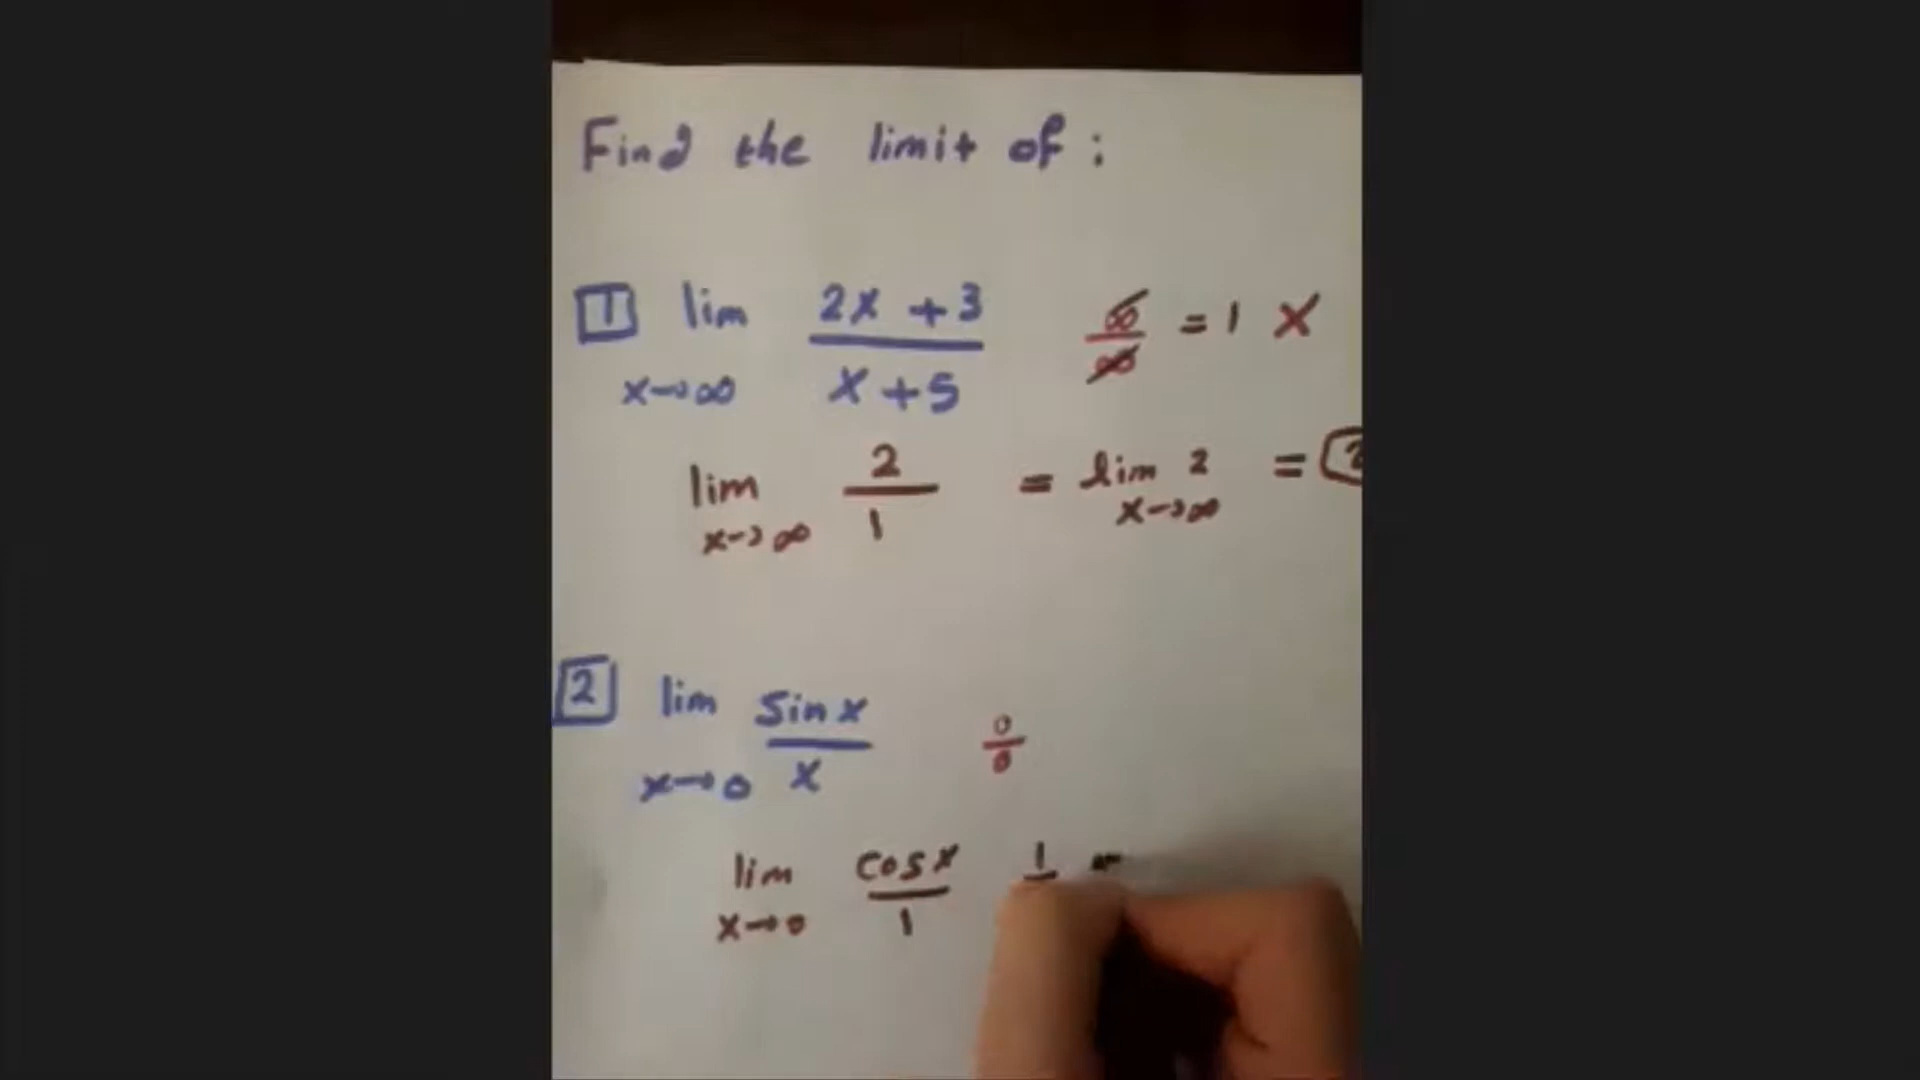 Find the limit of :
1 lim x→∞ (2x + 3)/(x + 5) ∞/∞ = 1 X
lim x→∞ 2/1 = lim x→∞ 2 =
2 lim x→0 sin x/x 0/0
lim x→0 cos x/1 1